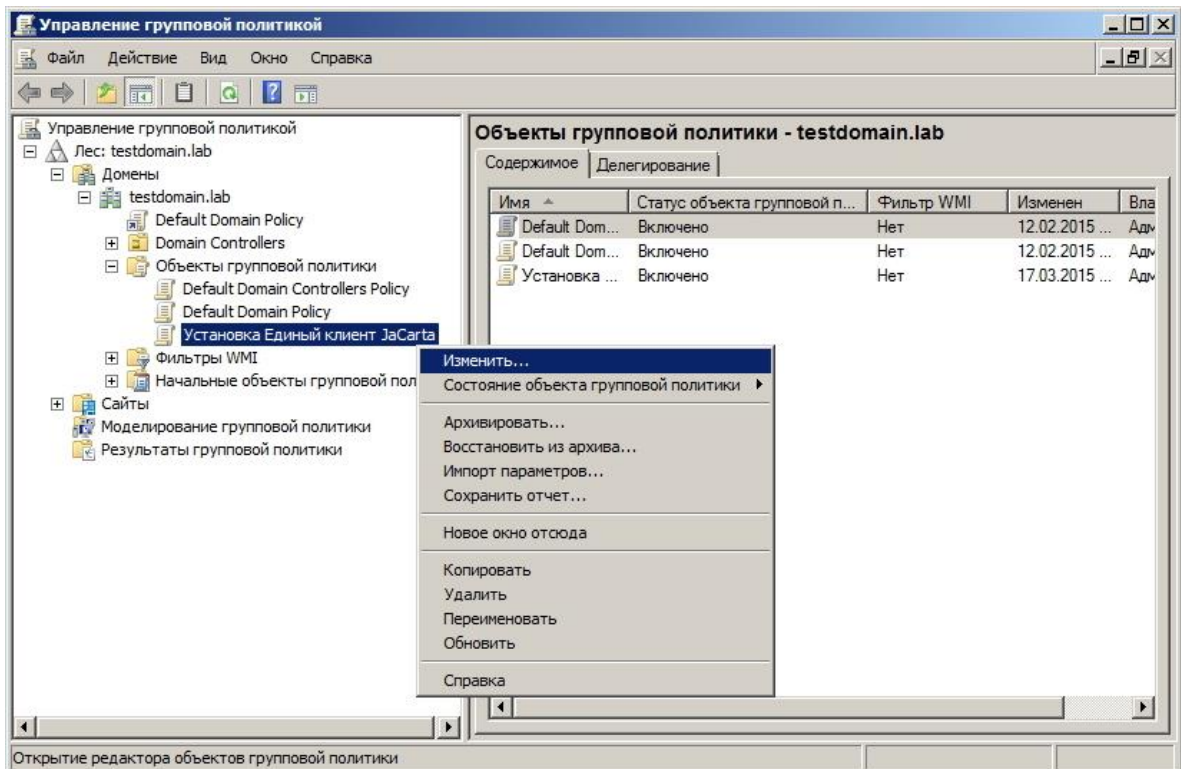 Управление групповой политикой
Файл Действие Вид Окно Справка
Управление групповой политикой
Лес: testdomain.lab
Домены
testdomain.lab
Default Domain Policy
Domain Controllers
Объекты групповой политики
Default Domain Controllers Policy
Default Domain Policy
Установка Единый клиент JaCarta
Фильтры WMI
Начальные объекты групповой пол
Сайты
Моделирование групповой политики
Результаты групповой политики
Объекты групповой политики - testdomain.lab
Содержимое Делегирование
Имя Статус объекта групповой п... Фильтр WMI Изменен Вла
Default Dom... Включено Нет 12.02.2015 ... Адм
Default Dom... Включено Нет 12.02.2015 ... Адм
Установка ... Включено Нет 17.03.2015 ... Адм
Изменить...
Состояние объекта групповой политики
Архивировать...
Восстановить из архива...
Импорт параметров...
Сохранить отчет...
Новое окно отсюда
Копировать
Удалить
Переименовать
Обновить
Справка
Открытие редактора объектов групповой политики